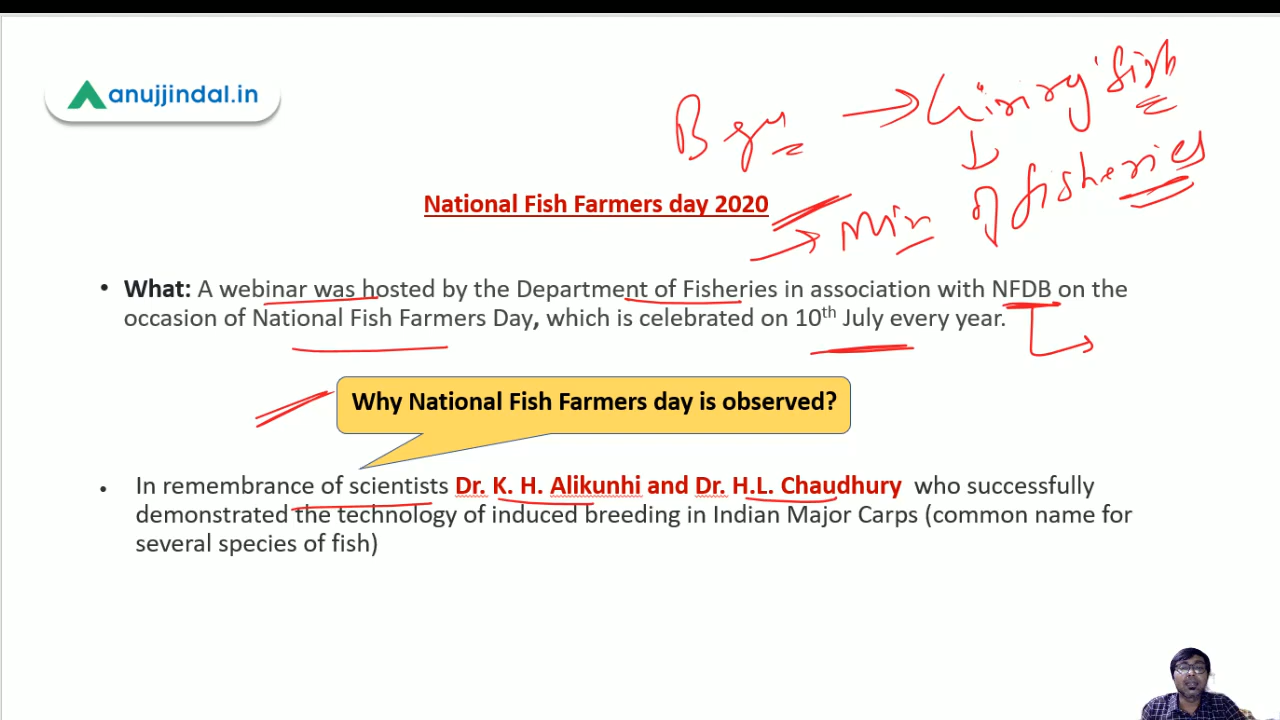 anujjindal.in
fish
Min of fisheries
National Fish Farmers day 2020
• What: A webinar was hosted by the Department of Fisheries in association with NFDB on the
occasion of National Fish Farmers Day, which is celebrated on 10th July every year.
Why National Fish Farmers day is observed?
• In remembrance of scientists Dr. K. H. Alikunhi and Dr. H.L. Chaudhury who successfully
demonstrated the technology of induced breeding in Indian Major Carps (common name for
several species of fish)